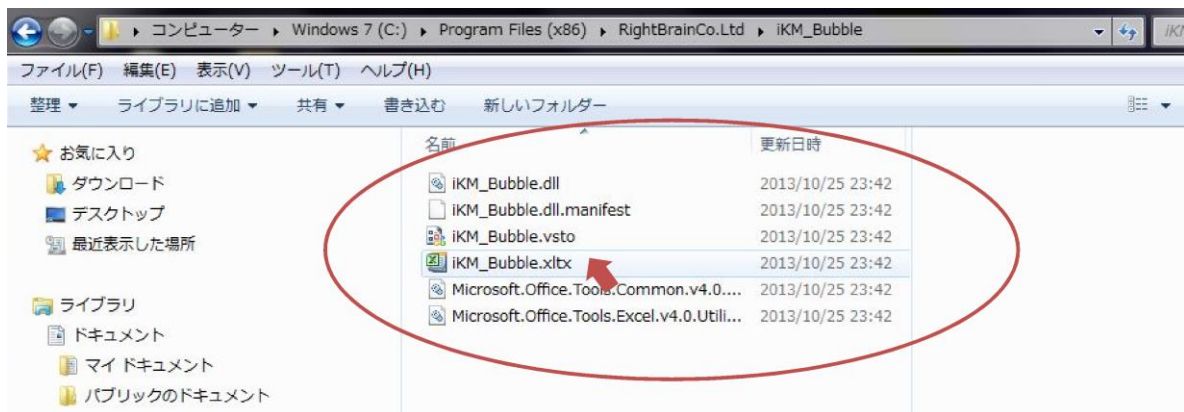 コンピューター ▸ Windows 7 (C:) ▸ Program Files (x86) ▸ RightBrainCo.Ltd ▸ iKM_Bubble
ファイル(F) 編集(E) 表示(V) ツール(T) ヘルプ(H)
整理 ライブラリに追加 共有 書き込む 新しいフォルダー
お気に入り
ダウンロード
デスクトップ
最近表示した場所
ライブラリ
ドキュメント
マイ ドキュメント
パブリックのドキュメント
名前 更新日時
iKM_Bubble.dll 2013/10/25 23:42
iKM_Bubble.dll.manifest 2013/10/25 23:42
iKM_Bubble.vsto 2013/10/25 23:42
iKM_Bubble.xltx 2013/10/25 23:42
Microsoft.Office.Tools.Common.v4.0.... 2013/10/25 23:42
Microsoft.Office.Tools.Excel.v4.0.Utili... 2013/10/25 23:42